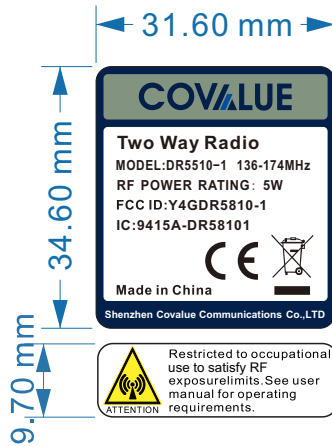 31.60 mm
COVALUE
Two Way Radio
MODEL:DR5510-1 136-174MHz
RF POWER RATING: 5W
FCC ID:Y4GDR5810-1
IC:9415A-DR58101
CE
Made in China
Shenzhen Covalue Communications Co.,LTD
34.60 mm
9.70 mm
Restricted to occupational
use to satisfy RF
exposurelimits.See user
manual for operating
requirements.
ATTENTION